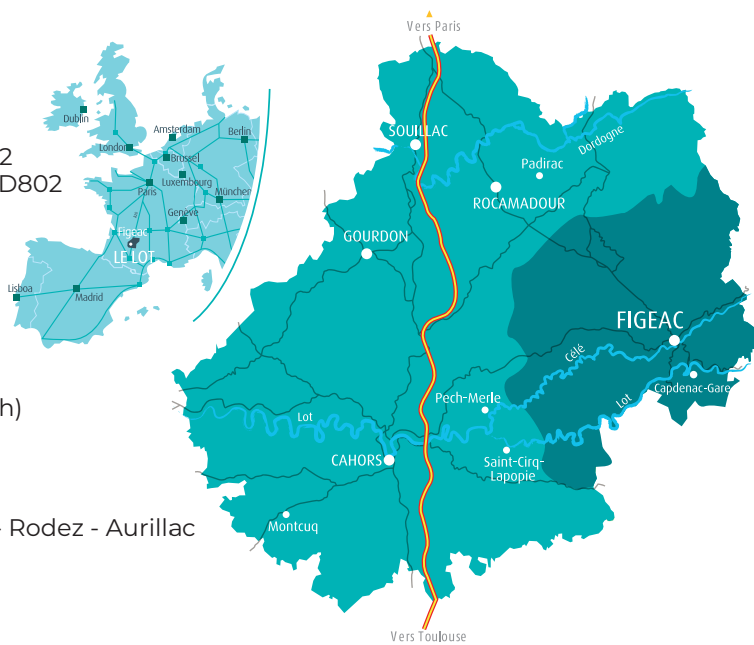 Vers Paris
Dublin
London
Amsterdam
Berlin
Brüssel
Luxembourg
Paris
München
Genève
Figeac
LE LOT
Lisboa
Madrid
2
D802
h)
- Rodez - Aurillac
SOUILLAC
Dordogne
Padirac
ROCAMADOUR
GOURDON
FIGEAC
Célé
Capdenac-Gare
Pech-Merle
Lot
Lot
CAHORS
Saint-Cirq-
Lapopie
Montcuq
Vers Toulouse